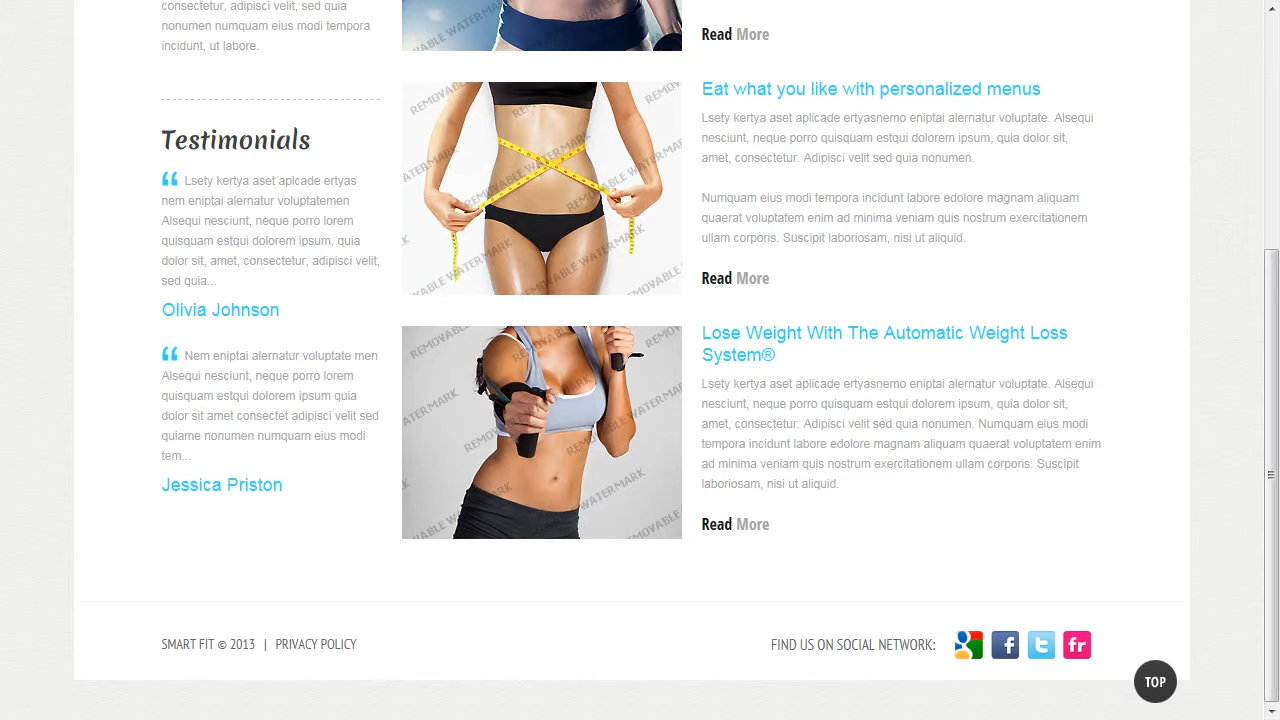 consectetur, adipisci velit, sed quia
nonumen numquam eius modi tempora
incidunt, ut labore.
Testimonials
Lsety kertya aset aplcade ertyas
nem eniptai alernatur voluptatemen
Alsequi nesciunt, neque porro lorem
quisquam estqui dolorem ipsum, quia
dolor sit, amet, consectetur, adipisci velit,
sed quia...
Olivia Johnson
Nem eniptai alernatur voluptate men
Alsequi nesciunt, neque porro lorem
quisquam estqui dolorem ipsum quia
dolor sit amet consectet adipisci velit sed
quiame nonumen numquam eius modi
tem...
Jessica Priston
Read More
Eat what you like with personalized menus
Lsety kertya aset aplicade ertyasnemo eniptai alernatur voluptate. Alsequi
nesciunt, neque porro quisquam estqui dolorem ipsum, quia dolor sit,
amet, consectetur. Adipisci velit sed quia nonumen.
Numquam eius modi tempora incidunt labore edolore magnam aliquam
quaerat voluptatem enim ad minima veniam quis nostrum exercitationem
ullam corporis. Suscipit laboriosam, nisi ut aliquid.
Read More
Lose Weight With The Automatic Weight Loss
System®
Lsety kertya aset aplicade ertyasnemo eniptai alernatur voluptate. Alsequi
nesciunt, neque porro quisquam estqui dolorem ipsum, quia dolor sit,
amet, consectetur. Adipisci velit sed quia nonumen. Numquam eius modi
tempora incidunt labore edolore magnam aliquam quaerat voluptatem enim
ad minima veniam quis nostrum exercitationem ullam corporis. Suscipit
laboriosam, nisi ut aliquid.
Read More
REMOVABLE WATERMARK
SMART FIT © 2013 | PRIVACY POLICY
FIND US ON SOCIAL NETWORK:
fr
TOP